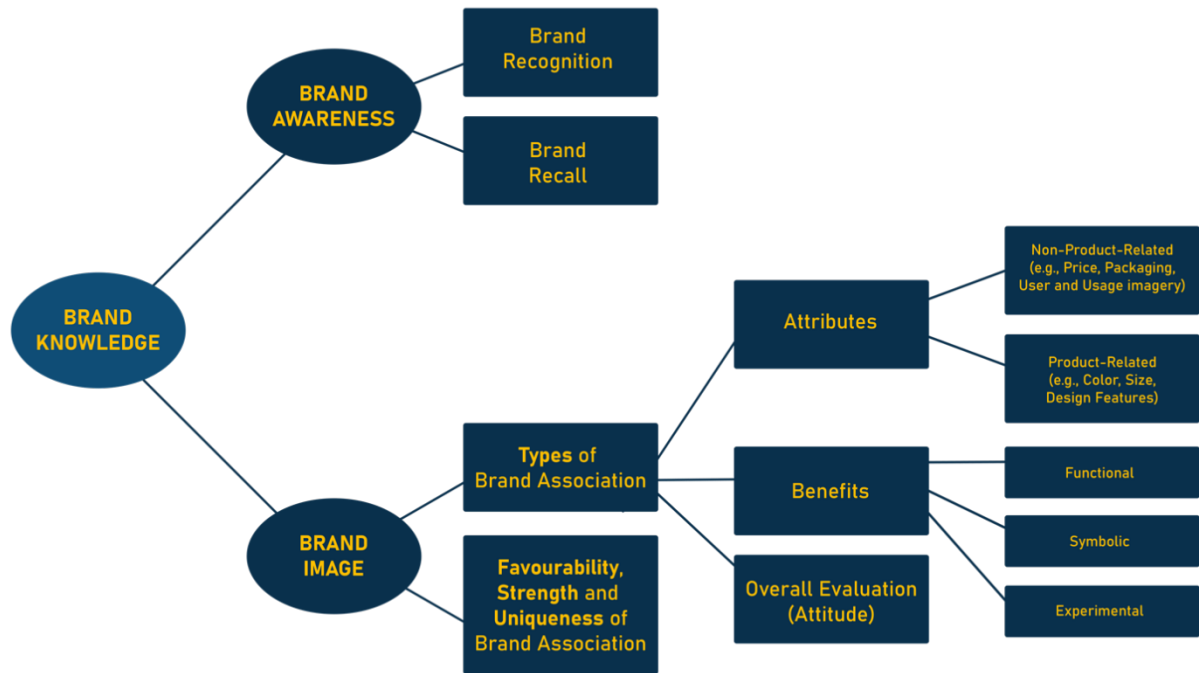 Brand
Recognition
BRAND
AWARENESS
Brand
Recall
BRAND
KNOWLEDGE
Non-Product-Related
(e.g., Price, Packaging,
User and Usage imagery)
Attributes
Product-Related
(e.g., Color, Size,
Design Features)
Types of
Brand Association
Benefits
Functional
Symbolic
Experimental
BRAND
IMAGE
Favourability,
Strength and
Uniqueness of
Brand Association
Overall Evaluation
(Attitude)